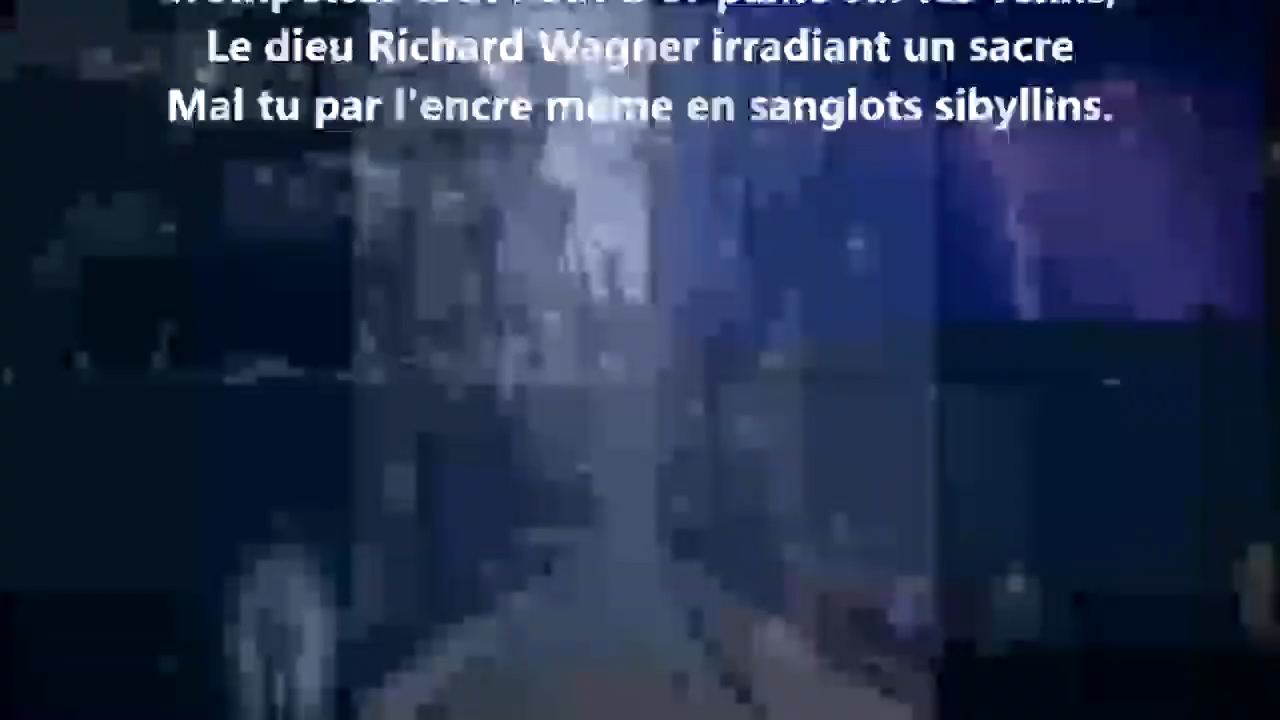 Le dieu Richard Wagner irradiant un sacre
Mal tu par l'encre même en sanglots sibyllins.